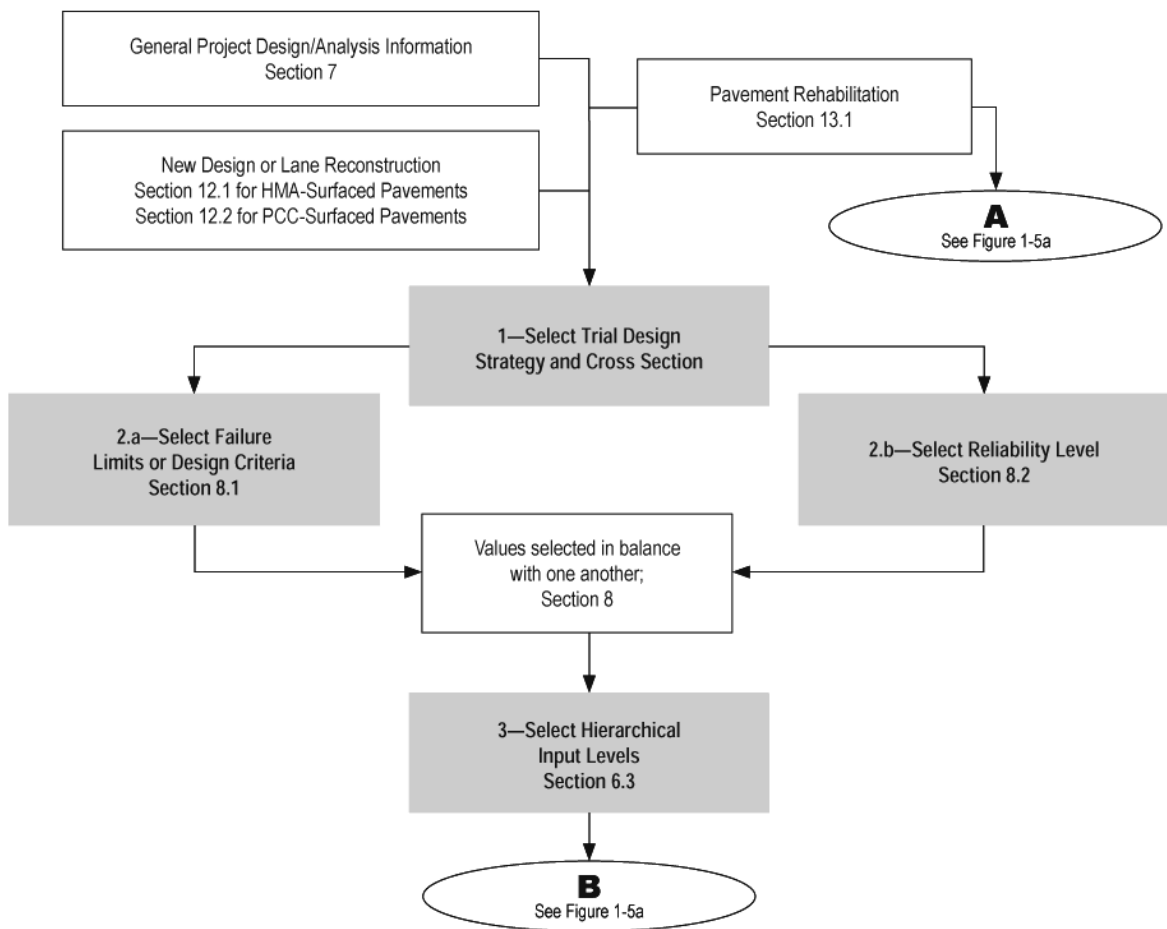 General Project Design/Analysis Information
Section 7
Pavement Rehabilitation
Section 13.1
New Design or Lane Reconstruction
Section 12.1 for HMA-Surfaced Pavements
Section 12.2 for PCC-Surfaced Pavements
A
See Figure 1-5a
1—Select Trial Design
Strategy and Cross Section
2.a—Select Failure
Limits or Design Criteria
Section 8.1
2.b—Select Reliability Level
Section 8.2
Values selected in balance
with one another;
Section 8
3—Select Hierarchical
Input Levels
Section 6.3
B
See Figure 1-5a